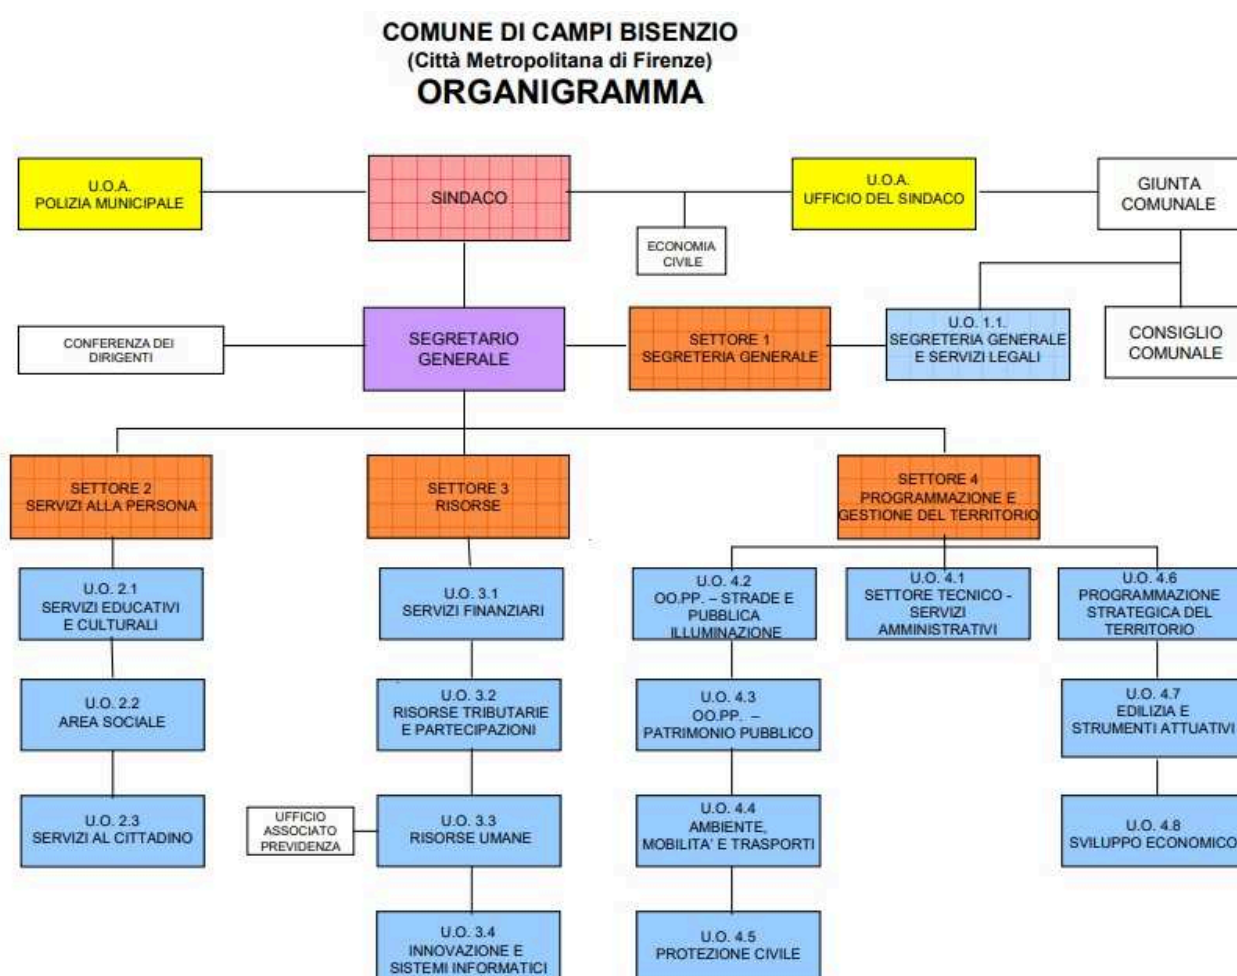 COMUNE DI CAMPI BISENZIO
(Città Metropolitana di Firenze)
ORGANIGRAMMA
U.O.A.
POLIZIA MUNICIPALE
SINDACO
U.O.A.
UFFICIO DEL SINDACO
GIUNTA
COMUNALE
ECONOMIA
CIVILE
CONFERENZA DEI
DIRIGENTI
SEGRETARIO
GENERALE
SETTORE 1
SEGRETERIA GENERALE
U.O. 1.1.
SEGRETERIA GENERALE
E SERVIZI LEGALI
CONSIGLIO
COMUNALE
SETTORE 2
SERVIZI ALLA PERSONA
SETTORE 3
RISORSE
SETTORE 4
PROGRAMMAZIONE E
GESTIONE DEL TERRITORIO
U.O. 2.1
SERVIZI EDUCATIVI
E CULTURALI
U.O. 3.1
SERVIZI FINANZIARI
U.O. 4.2
OO.PP. – STRADE E
PUBBLICA
ILLUMINAZIONE
U.O. 4.1
SETTORE TECNICO -
SERVIZI
AMMINISTRATIVI
U.O. 4.6
PROGRAMMAZIONE
STRATEGICA DEL
TERRITORIO
U.O. 2.2
AREA SOCIALE
U.O. 3.2
RISORSE TRIBUTARIE
E PARTECIPAZIONI
U.O. 4.3
OO.PP. –
PATRIMONIO PUBBLICO
U.O. 4.7
EDILIZIA E
STRUMENTI ATTUATIVI
U.O. 2.3
SERVIZI AL CITTADINO
UFFICIO
ASSOCIATO
PREVIDENZA
U.O. 3.3
RISORSE UMANE
U.O. 4.4
AMBIENTE,
MOBILITA' E TRASPORTI
U.O. 4.8
SVILUPPO ECONOMICO
U.O. 3.4
INNOVAZIONE E
SISTEMI INFORMATICI
U.O. 4.5
PROTEZIONE CIVILE